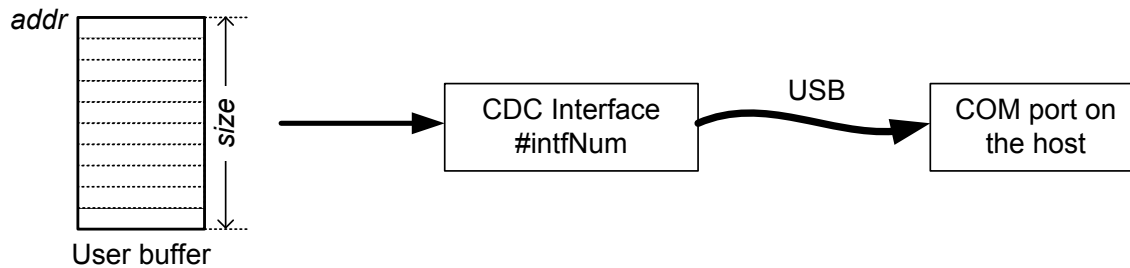 addr
size
User buffer
CDC Interface
#intfNum
USB
COM port on
the host